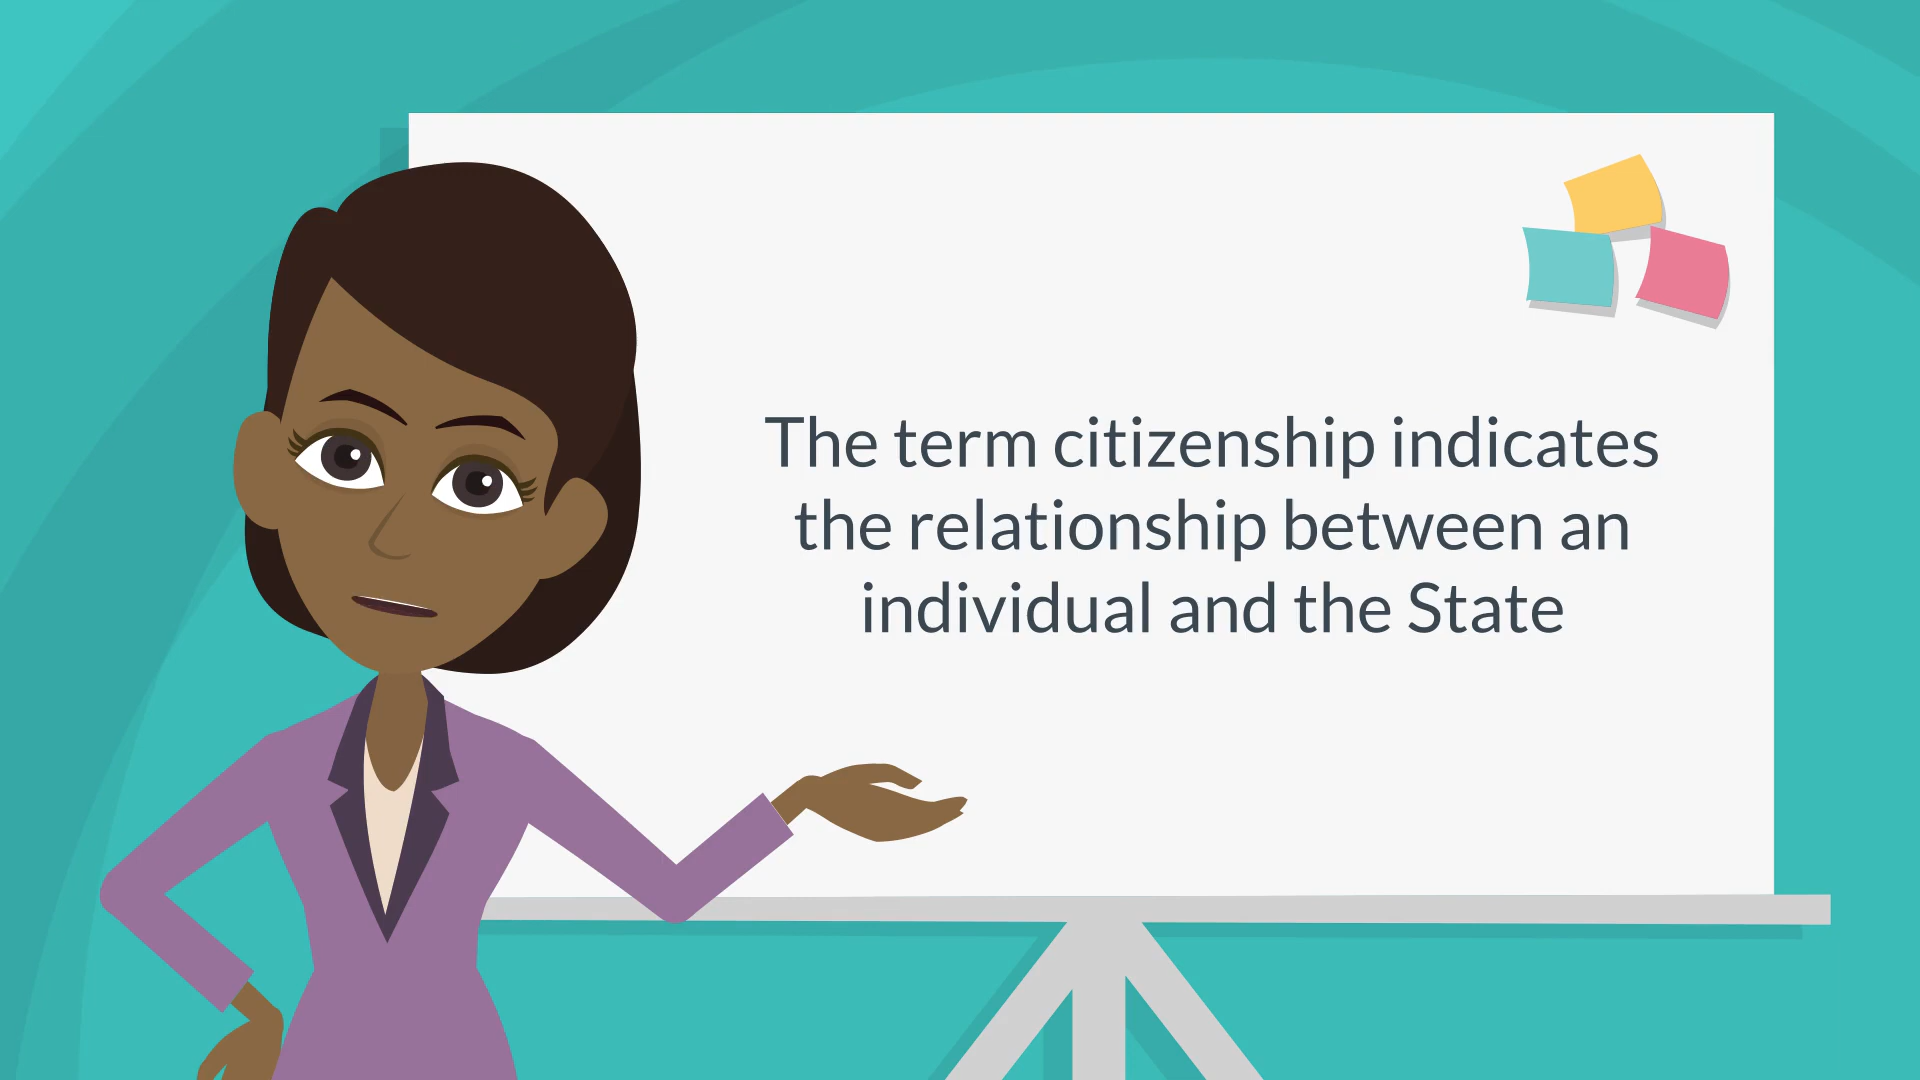 The term citizenship indicates
the relationship between an
individual and the State